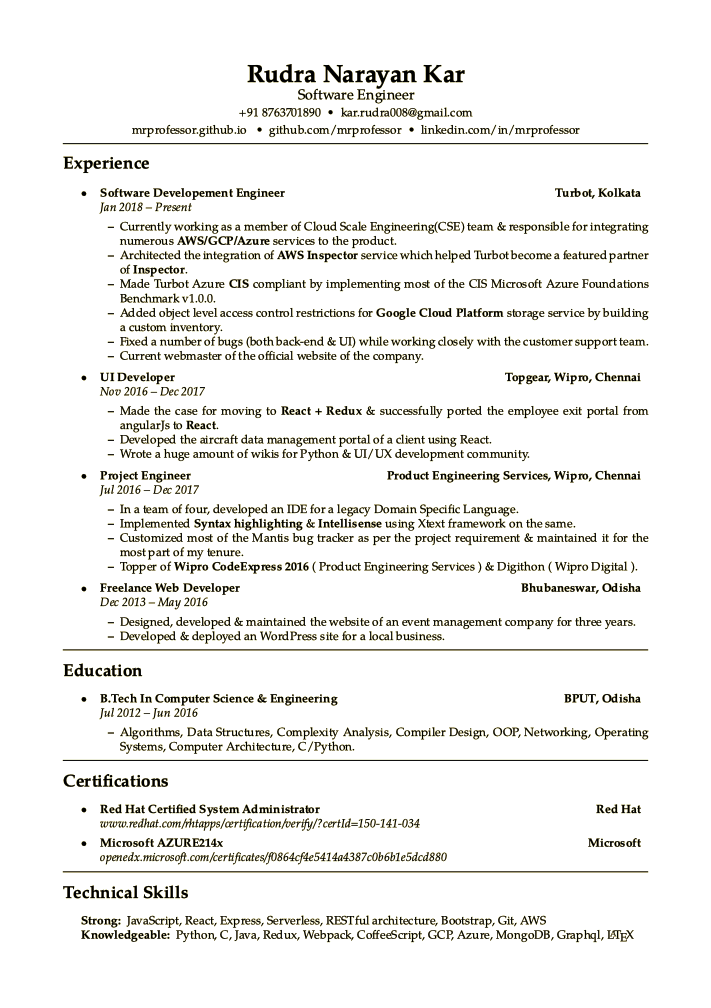 Rudra Narayan Kar
Software Engineer
+91 8763701890 • kar.rudra008@gmail.com
mrprofessor.github.io • github.com/mrprofessor • linkedin.com/in/mrprofessor
Experience
• Software Developement Engineer Turbot, Kolkata
Jan 2018 – Present
– Currently working as a member of Cloud Scale Engineering(CSE) team & responsible for integrating
numerous AWS/GCP/Azure services to the product.
– Architected the integration of AWS Inspector service which helped Turbot become a featured partner
of Inspector.
– Made Turbot Azure CIS compliant by implementing most of the CIS Microsoft Azure Foundations
Benchmark v1.0.0.
– Added object level access control restrictions for Google Cloud Platform storage service by building
a custom inventory.
– Fixed a number of bugs (both back-end & UI) while working closely with the customer support team.
– Current webmaster of the official website of the company.
• UI Developer Topgear, Wipro, Chennai
Nov 2016 – Dec 2017
– Made the case for moving to React + Redux & successfully ported the employee exit portal from
angularJs to React.
– Developed the aircraft data management portal of a client using React.
– Wrote a huge amount of wikis for Python & UI/UX development community.
• Project Engineer Product Engineering Services, Wipro, Chennai
Jul 2016 – Dec 2017
– In a team of four, developed an IDE for a legacy Domain Specific Language.
– Implemented Syntax highlighting & Intellisense using Xtext framework on the same.
– Customized most of the Mantis bug tracker as per the project requirement & maintained it for the
most part of my tenure.
– Topper of Wipro CodeExpress 2016 ( Product Engineering Services ) & Digithon ( Wipro Digital ).
• Freelance Web Developer Bhubaneswar, Odisha
Dec 2013 – May 2016
– Designed, developed & maintained the website of an event management company for three years.
– Developed & deployed an WordPress site for a local business.
Education
• B.Tech In Computer Science & Engineering BPUT, Odisha
Jul 2012 – Jun 2016
– Algorithms, Data Structures, Complexity Analysis, Compiler Design, OOP, Networking, Operating
Systems, Computer Architecture, C/Python.
Certifications
• Red Hat Certified System Administrator Red Hat
www.redhat.com/rhtapps/certification/verify/?certId=150-141-034
• Microsoft AZURE214x Microsoft
openedx.microsoft.com/certificates/f0864cf4e5414a4387c0b6b1e5dcd880
Technical Skills
Strong: JavaScript, React, Express, Serverless, RESTful architecture, Bootstrap, Git, AWS
Knowledgeable: Python, C, Java, Redux, Webpack, CoffeeScript, GCP, Azure, MongoDB, Graphql, LATEX